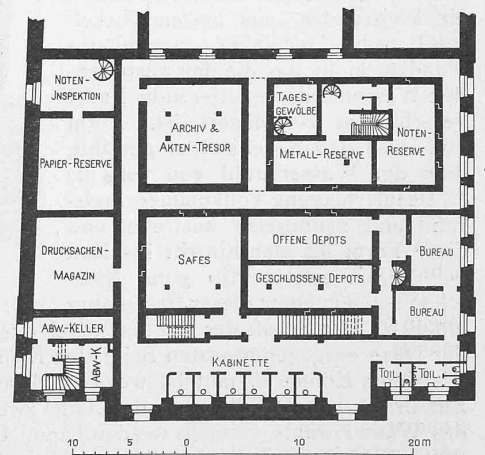 NOTEN-
JNSPEKTION
TAGES-
GEWÖLBE
ARCHIV &
AKTEN-TRESOR
NOTEN-
RESERVE
METALL-RESERVE
PAPIER-RESERVE
DRUCKSACHEN-
MAGAZIN
SAFES
OFFENE DEPOTS
GESCHLOSSENE DEPOTS
BUREAU
BUREAU
ABW.-KELLER
ABW-K
KABINETTE
TOIL.
TOIL.
10 5 0 10 20 m